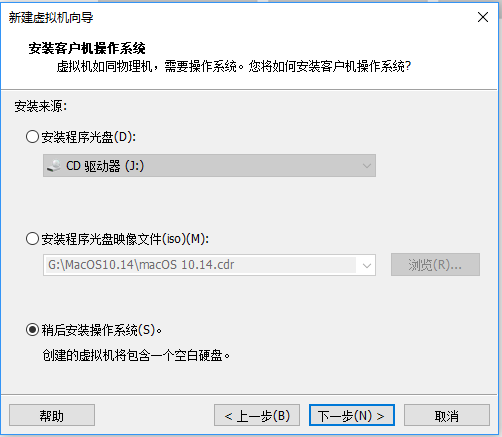 新建虚拟机向导
安装客户机操作系统
虚拟机如同物理机，需要操作系统。您将如何安装客户机操作系统?
安装来源:
安装程序光盘(D):
CD 驱动器 (J:)
安装程序光盘映像文件(iso)(M):
G:\MacOS10.14\macOS 10.14.cdr
浏览(R)...
稍后安装操作系统(S)。
创建的虚拟机将包含一个空白硬盘。
帮助
< 上一步(B)
下一步(N) >
取消